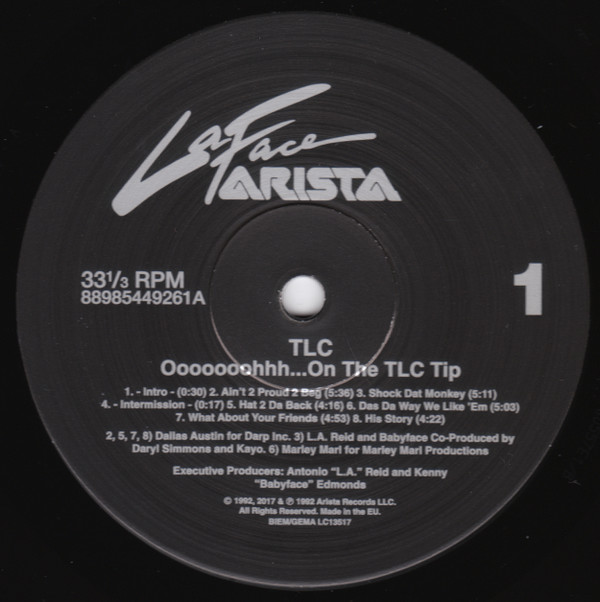 LaFace
ARISTA
33 1/3 RPM
88985449261A
1
TLC
Ooooooohhh...On The TLC Tip
1. - Intro - (0:30) 2. Ain't 2 Proud 2 Beg (5:36) 3. Shock Dat Monkey (5:11)
4. - Intermission - (0:17) 5. Hat 2 Da Back (4:16) 6. Das Da Way We Like 'Em (5:03)
7. What About Your Friends (4:53) 8. His Story (4:22)
2, 5, 7, 8) Dallas Austin for Darp Inc. 3) L.A. Reid and Babyface Co-Produced by
Daryl Simmons and Kayo. 6) Marley Marl for Marley Marl Productions
Executive Producers: Antonio "L.A." Reid and Kenny
"Babyface" Edmonds
© 1992, 2017 & ℗ 1992 Arista Records LLC.
All Rights Reserved. Made in the EU.
BIEM/GEMA LC13517